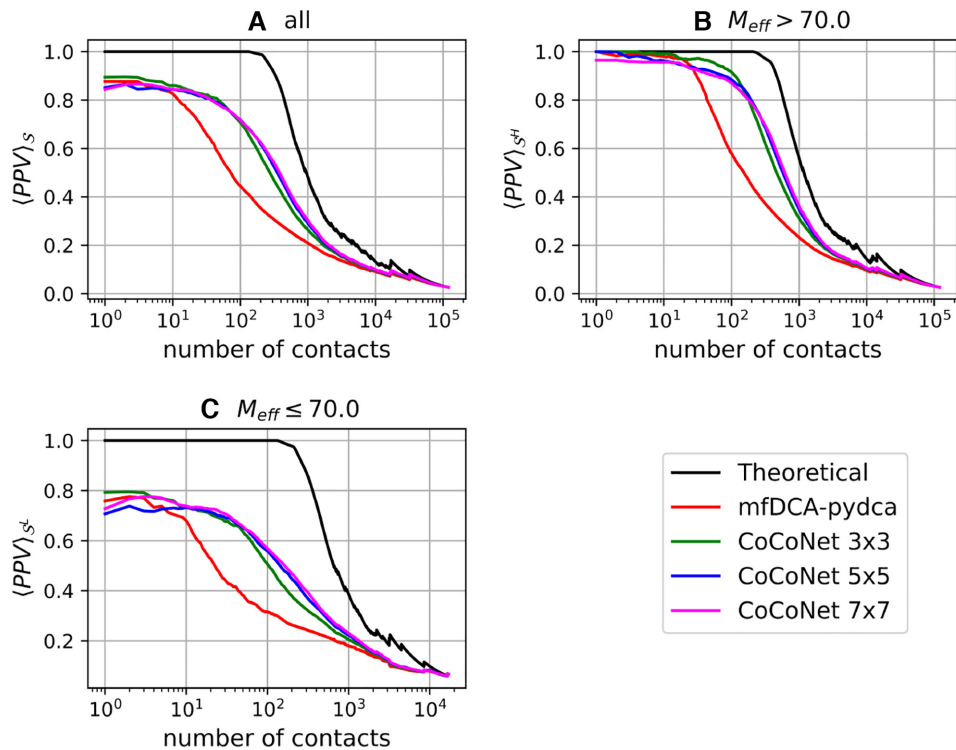 A all
B M_eff > 70.0
1.0
0.8
0.6
0.4
0.2
0.0
⟨PPV⟩_S
10^0 10^1 10^2 10^3 10^4 10^5
number of contacts
1.0
0.8
0.6
0.4
0.2
0.0
⟨PPV⟩_S^H
10^0 10^1 10^2 10^3 10^4 10^5
number of contacts
C M_eff ≤ 70.0
1.0
0.8
0.6
0.4
0.2
⟨PPV⟩_S^L
10^0 10^1 10^2 10^3 10^4
number of contacts
Theoretical
mfDCA-pydca
CoCoNet 3x3
CoCoNet 5x5
CoCoNet 7x7